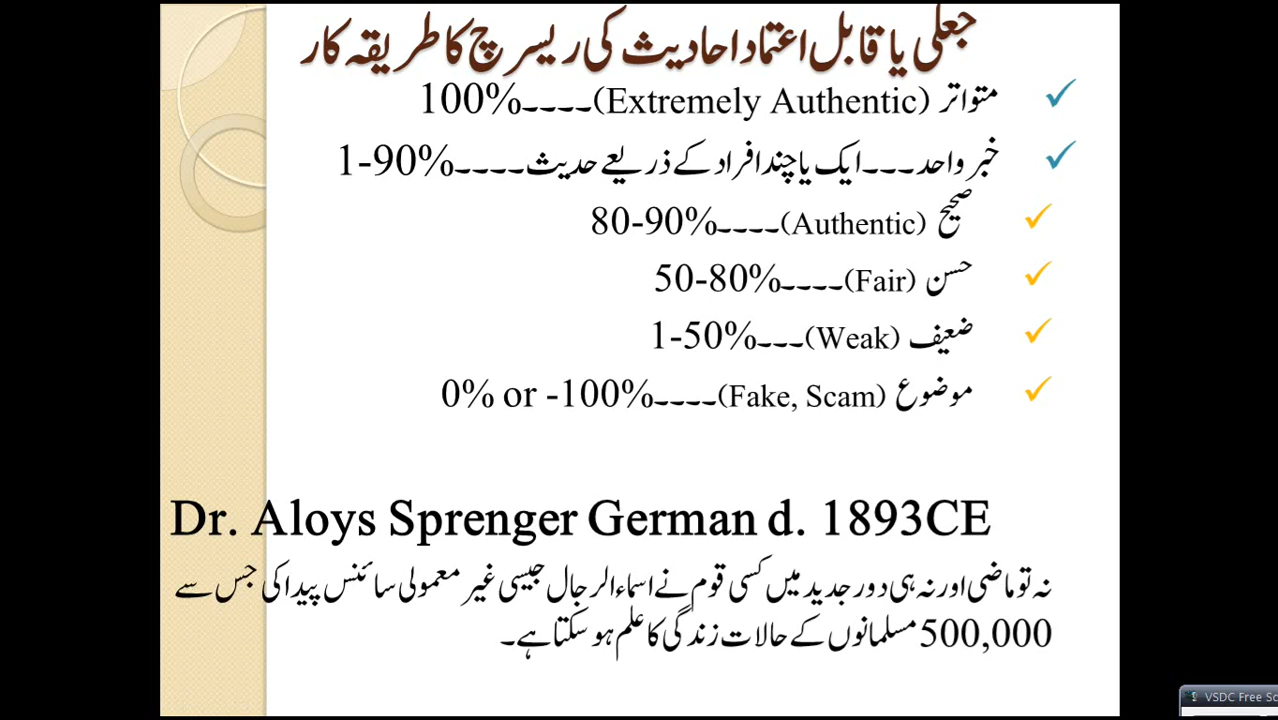 جعلی یا قابل اعتماد احادیث کی ریسرچ کا طریقہ کار
متواتر (Extremely Authentic)۔۔۔۔100%
خبر واحد۔۔۔ایک یا چند افراد کے ذریعے حدیث۔۔۔۔1-90%
صحیح (Authentic)۔۔۔۔80-90%
حسن (Fair)۔۔۔۔50-80%
ضعیف (Weak)۔۔۔1-50%
موضوع (Fake, Scam)۔۔۔۔0% or -100%
Dr. Aloys Sprenger German d. 1893CE
نہ تو ماضی اور نہ ہی دور جدید میں کسی قوم نے اسماءالرجال جیسی غیر معمولی سائنس پیدا کی جس سے
500,000 مسلمانوں کے حالات زندگی کا علم ہو سکتا ہے۔
VSDC Free